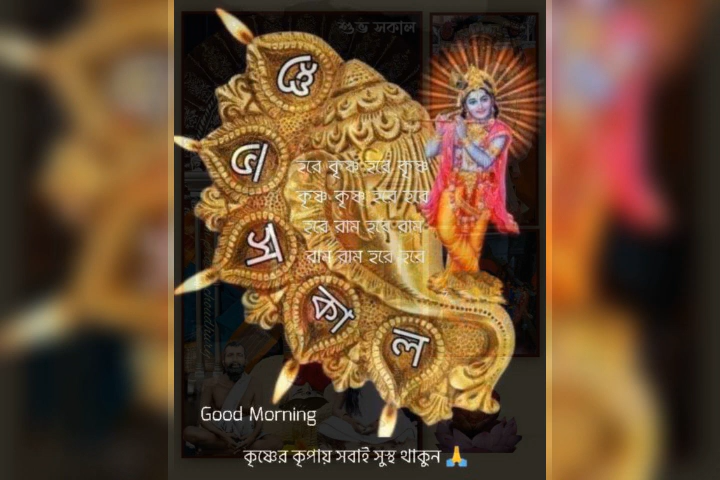 শুভ সকাল
শু
ভ
স
কা
ল
হরে কৃষ্ণ হরে কৃষ্ণ
কৃষ্ণ কৃষ্ণ হরে হরে
হরে রাম হরে রাম
রাম রাম হরে হরে
Good Morning
কৃষ্ণের কৃপায় সবাই সুস্থ থাকুন 🙏